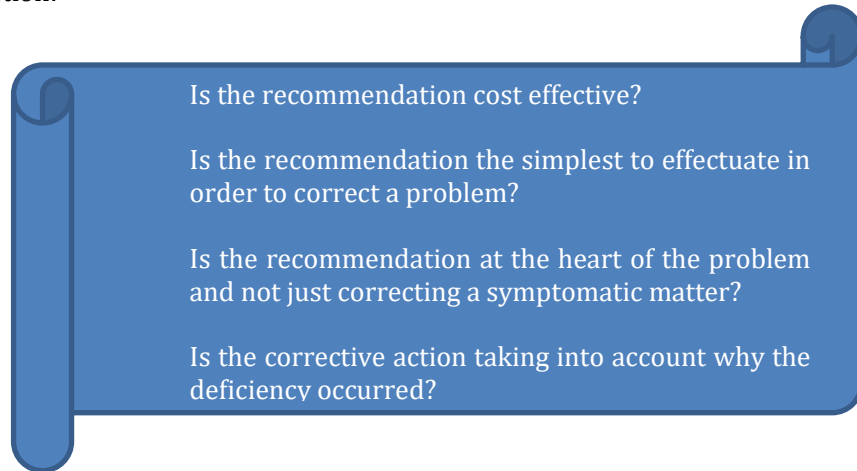 Is the recommendation cost effective?
Is the recommendation the simplest to effectuate in
order to correct a problem?
Is the recommendation at the heart of the problem
and not just correcting a symptomatic matter?
Is the corrective action taking into account why the
deficiency occurred?